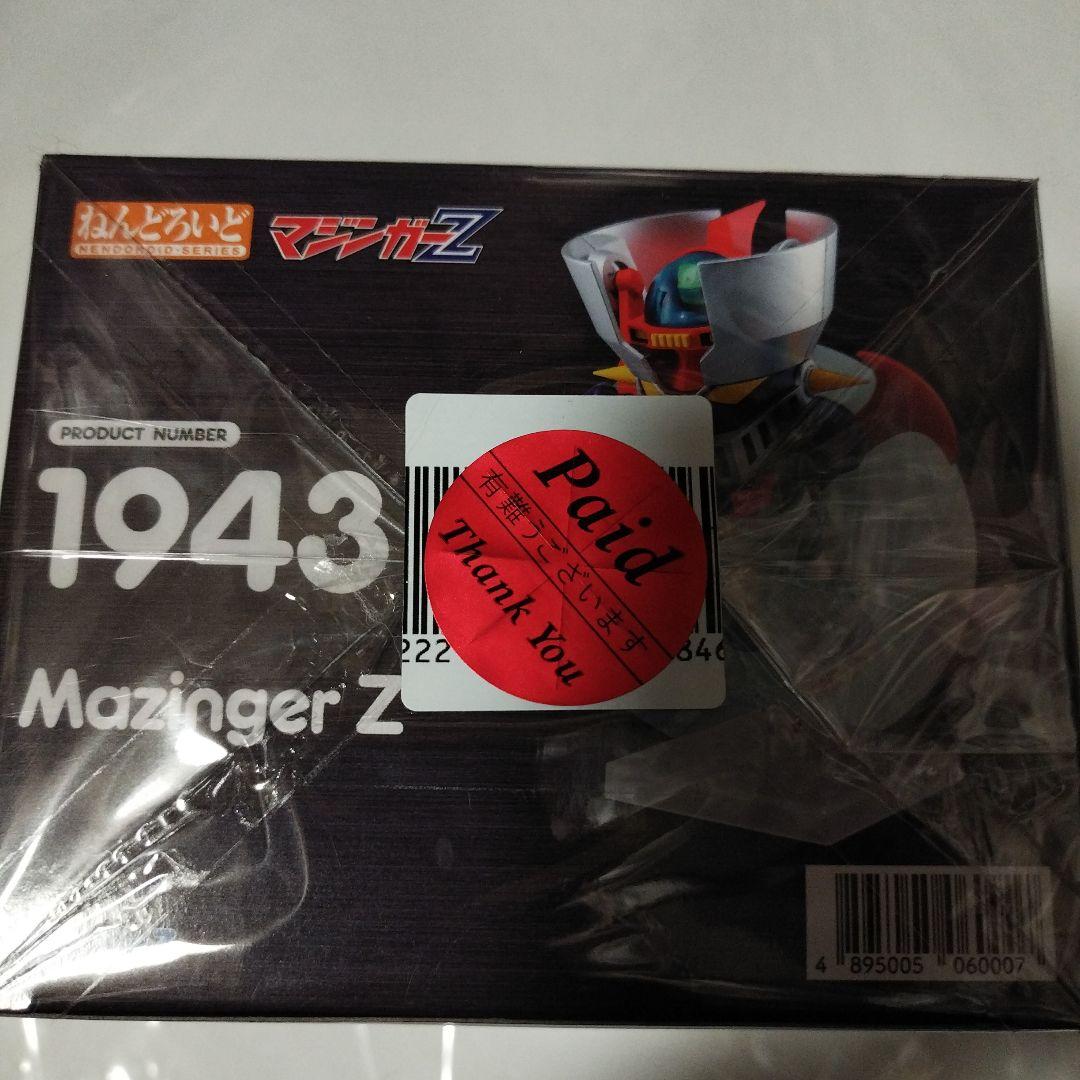 ねんどろいど
NENDOROID-SERIES
マジンガーZ
PRODUCT NUMBER
1943
Mazinger Z
Paid
有難うございます
Thank You
222
846
4 895005 060007